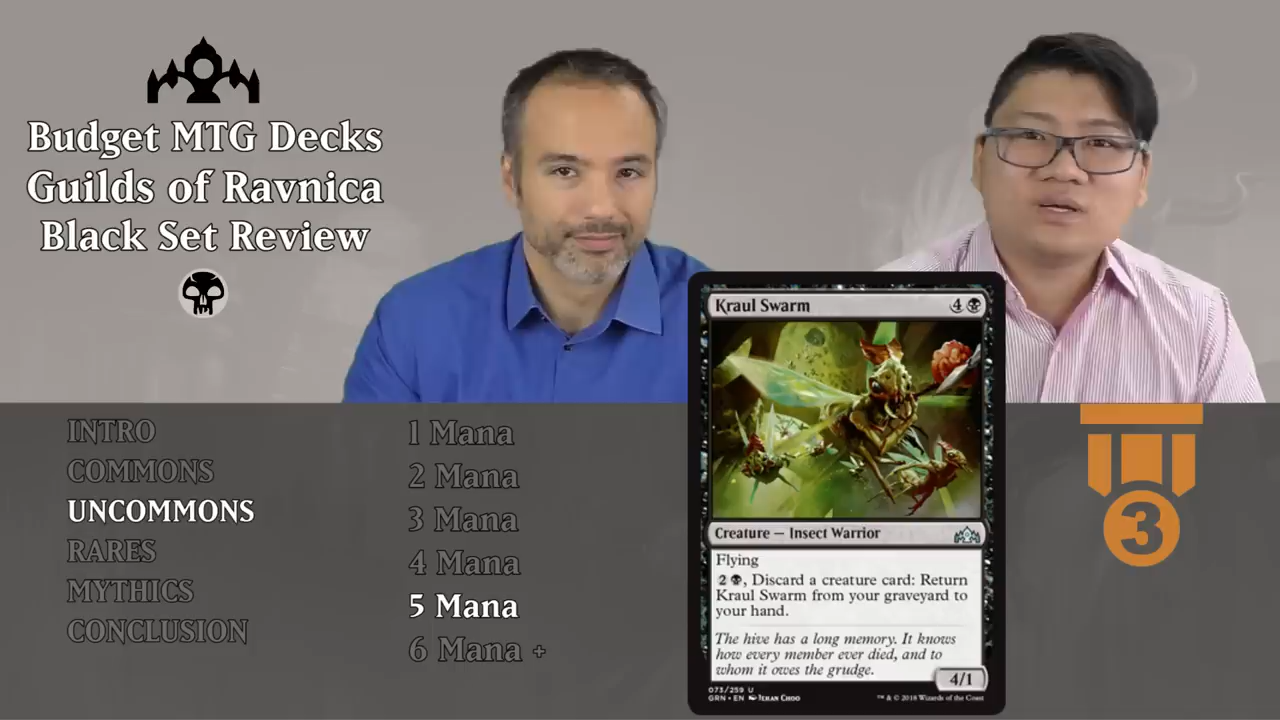 Budget MTG Decks
Guilds of Ravnica
Black Set Review
INTRO
COMMONS
UNCOMMONS
RARES
MYTHICS
CONCLUSION
1 Mana
2 Mana
3 Mana
4 Mana
5 Mana
6 Mana +
Kraul Swarm 4
Creature — Insect Warrior
Flying
2, Discard a creature card: Return
Kraul Swarm from your graveyard to
your hand.
The hive has a long memory. It knows
how every member ever died, and to
whom it owes the grudge.
4/1
073/259 U
GRN • EN JEHAN CHOO
™ & © 2018 Wizards of the Coast
3